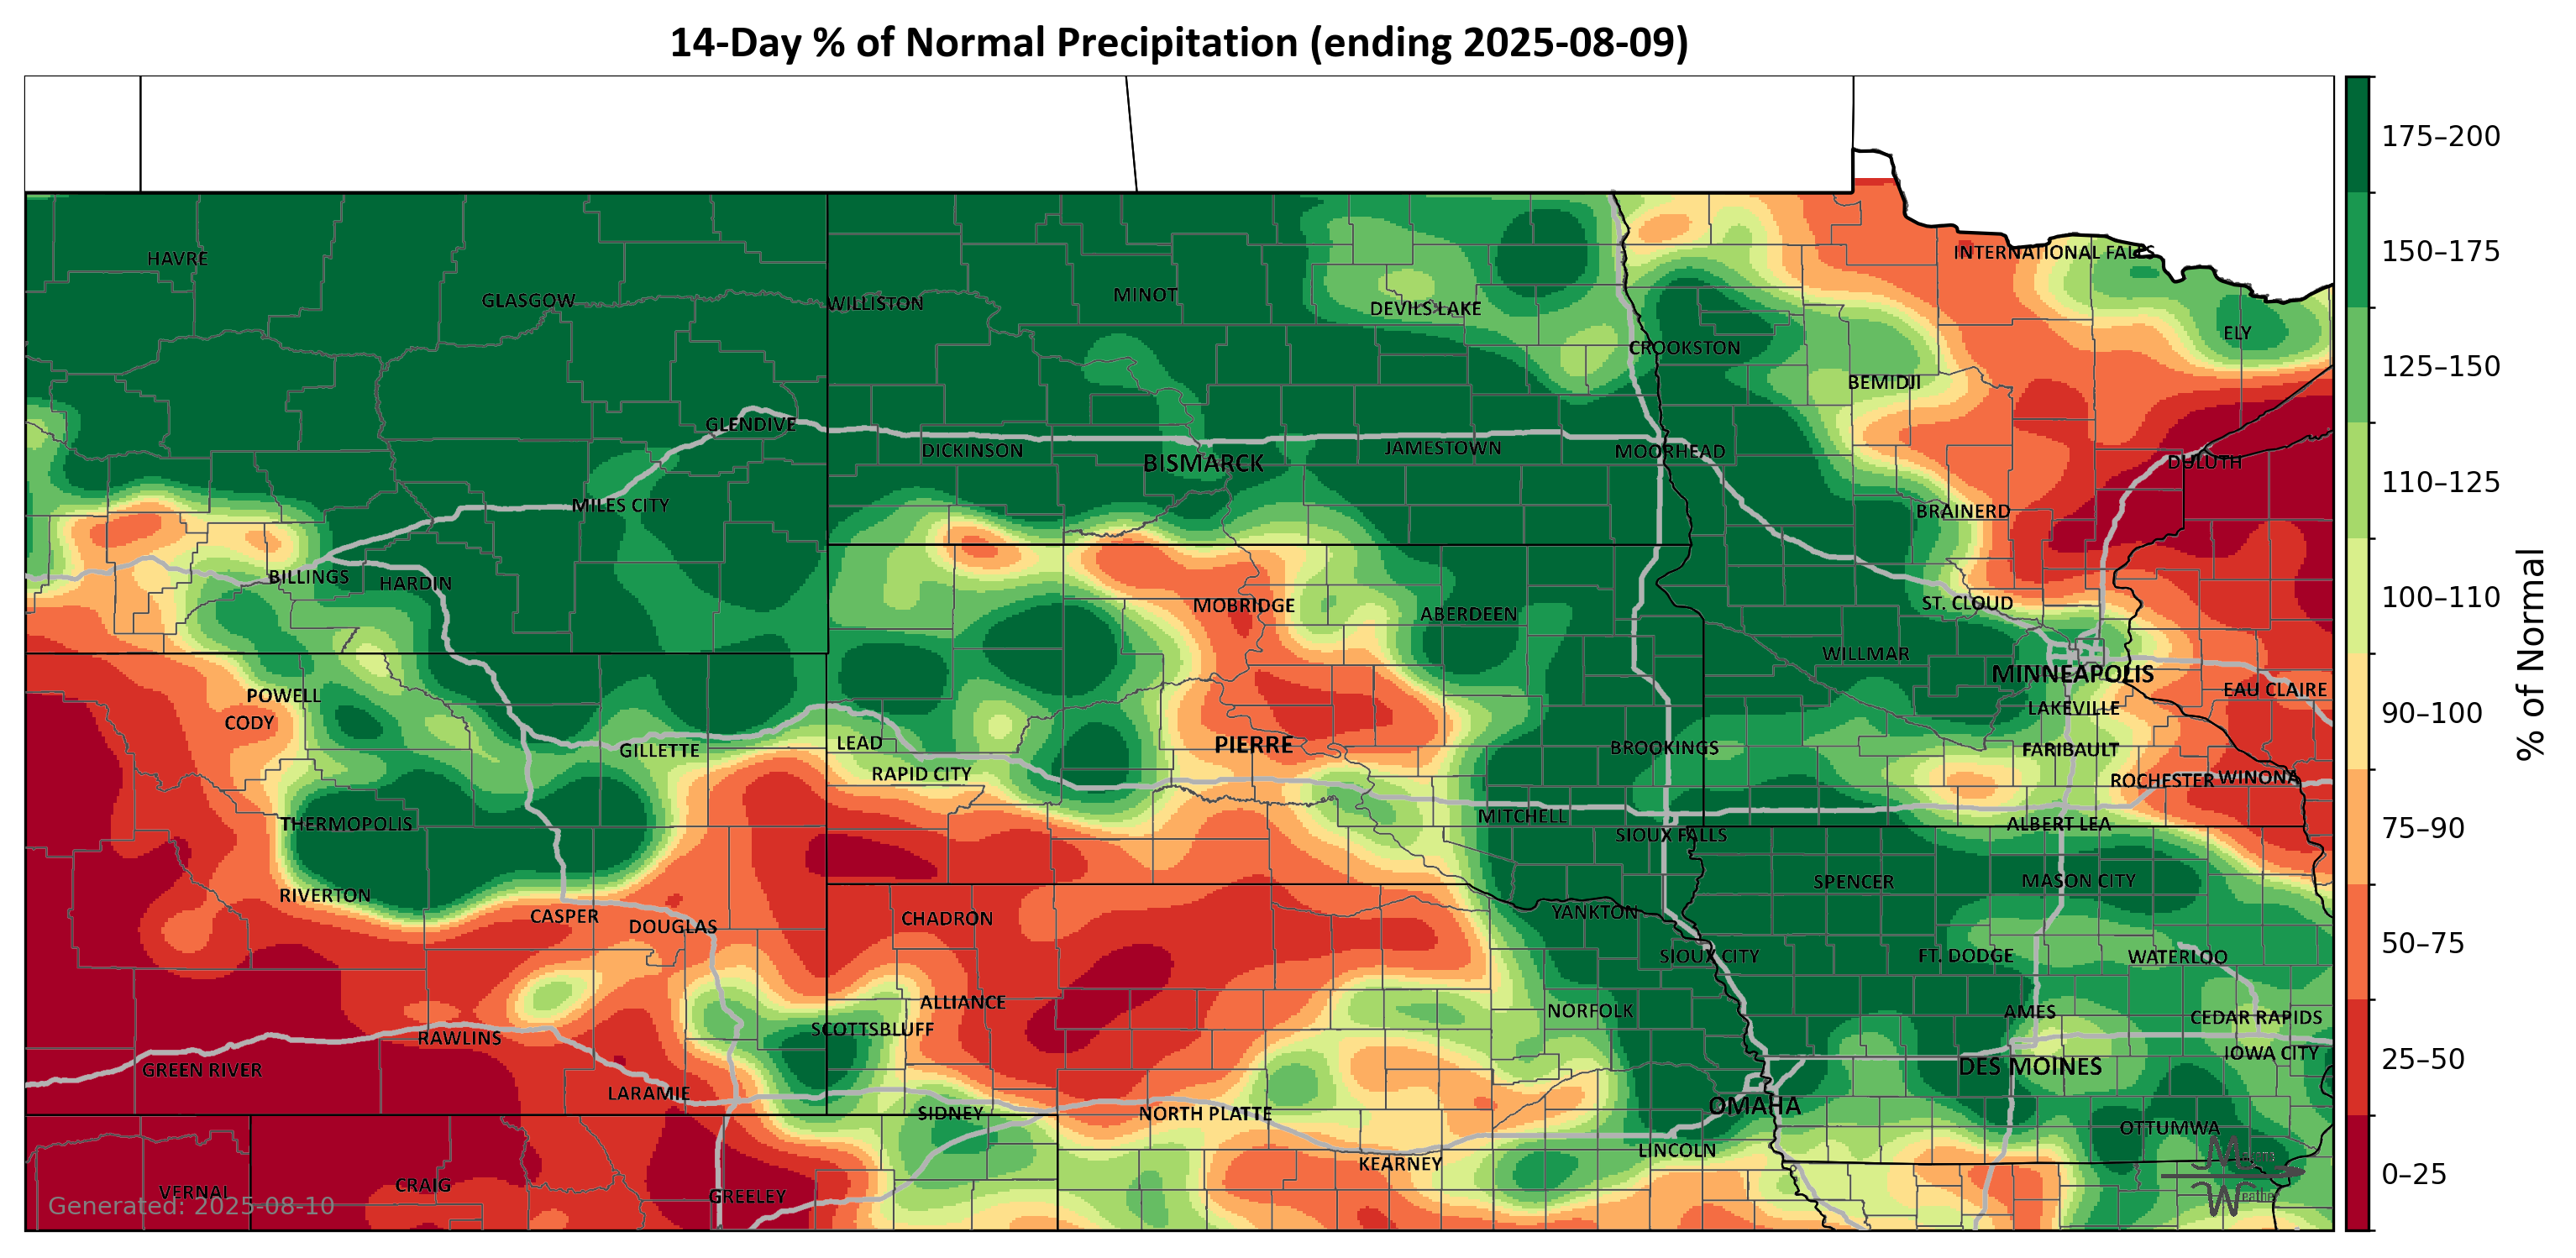 14-Day % of Normal Precipitation (ending 2025-08-09)
175–200
150–175
125–150
110–125
100–110
90–100
75–90
50–75
25–50
0–25
% of Normal
HAVRE
GLASGOW
WILLISTON
MINOT
DEVILS LAKE
INTERNATIONAL FALLS
ELY
CROOKSTON
BEMIDJI
GLENDIVE
DICKINSON
BISMARCK
JAMESTOWN
MOORHEAD
DULUTH
MILES CITY
BRAINERD
BILLINGS
HARDIN
MOBRIDGE
ABERDEEN
ST. CLOUD
WILLMAR
MINNEAPOLIS
EAU CLAIRE
POWELL
CODY
LAKEVILLE
GILLETTE
LEAD
PIERRE
BROOKINGS
FARIBAULT
RAPID CITY
ROCHESTER
WINONA
THERMOPOLIS
MITCHELL
SIOUX FALLS
ALBERT LEA
RIVERTON
SPENCER
MASON CITY
CASPER
DOUGLAS
CHADRON
YANKTON
SIOUX CITY
FT. DODGE
WATERLOO
ALLIANCE
NORFOLK
AMES
CEDAR RAPIDS
SCOTTSBLUFF
RAWLINS
IOWA CITY
GREEN RIVER
DES MOINES
LARAMIE
SIDNEY
NORTH PLATTE
OMAHA
OTTUMWA
LINCOLN
KEARNEY
VERNAL
CRAIG
GREELEY
Generated: 2025-08-10
Weather